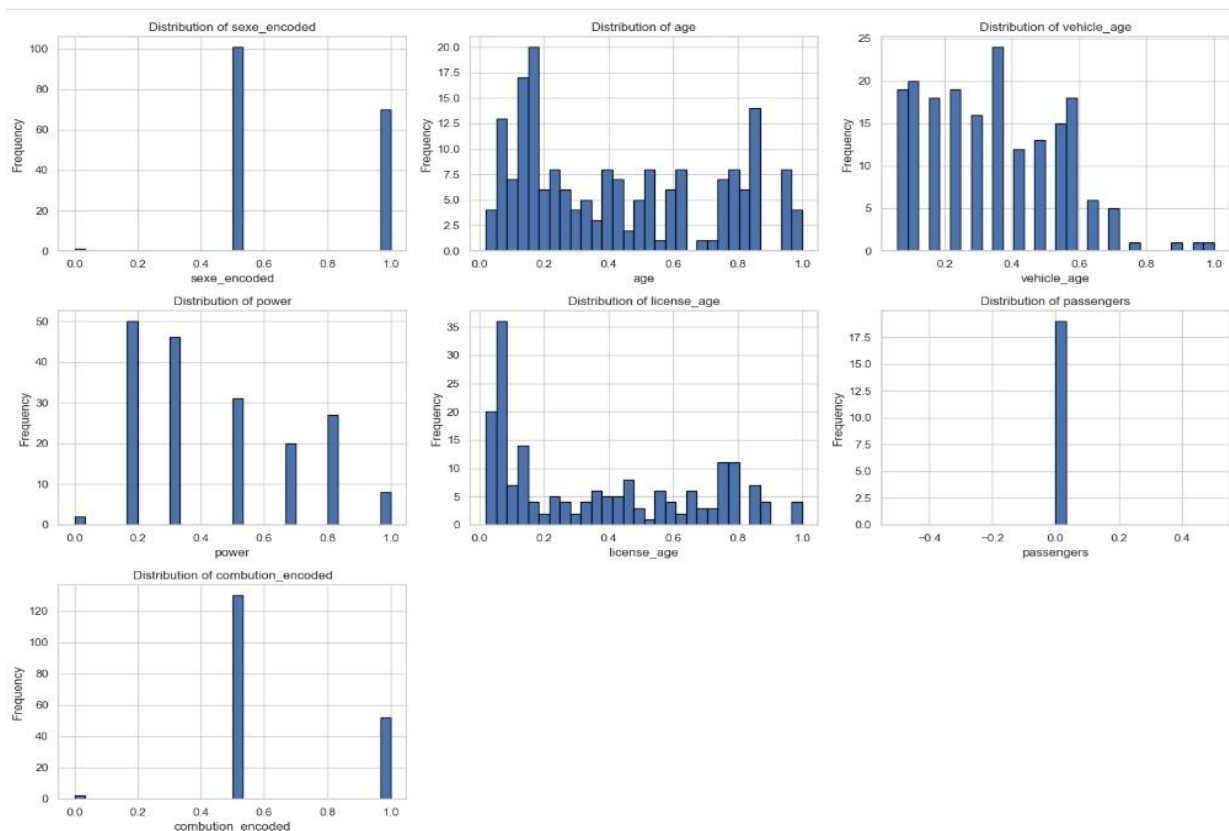 Distribution of sexe_encoded
100
80
60
40
20
0
Frequency
0.0 0.2 0.4 0.6 0.8 1.0
sexe_encoded
Distribution of age
20.0
17.5
15.0
12.5
10.0
7.5
5.0
2.5
0.0
Frequency
0.0 0.2 0.4 0.6 0.8 1.0
age
Distribution of vehicle_age
25
20
15
10
5
0
Frequency
0.2 0.4 0.6 0.8 1.0
vehicle_age
Distribution of power
50
40
30
20
10
0
Frequency
0.0 0.2 0.4 0.6 0.8 1.0
power
Distribution of license_age
35
30
25
20
15
10
5
0
Frequency
0.0 0.2 0.4 0.6 0.8 1.0
license_age
Distribution of passengers
17.5
15.0
12.5
10.0
7.5
5.0
2.5
0.0
Frequency
−0.4 −0.2 0.0 0.2 0.4
passengers
Distribution of combution_encoded
120
100
80
60
40
20
0
Frequency
0.0 0.2 0.4 0.6 0.8 1.0
combution_encoded